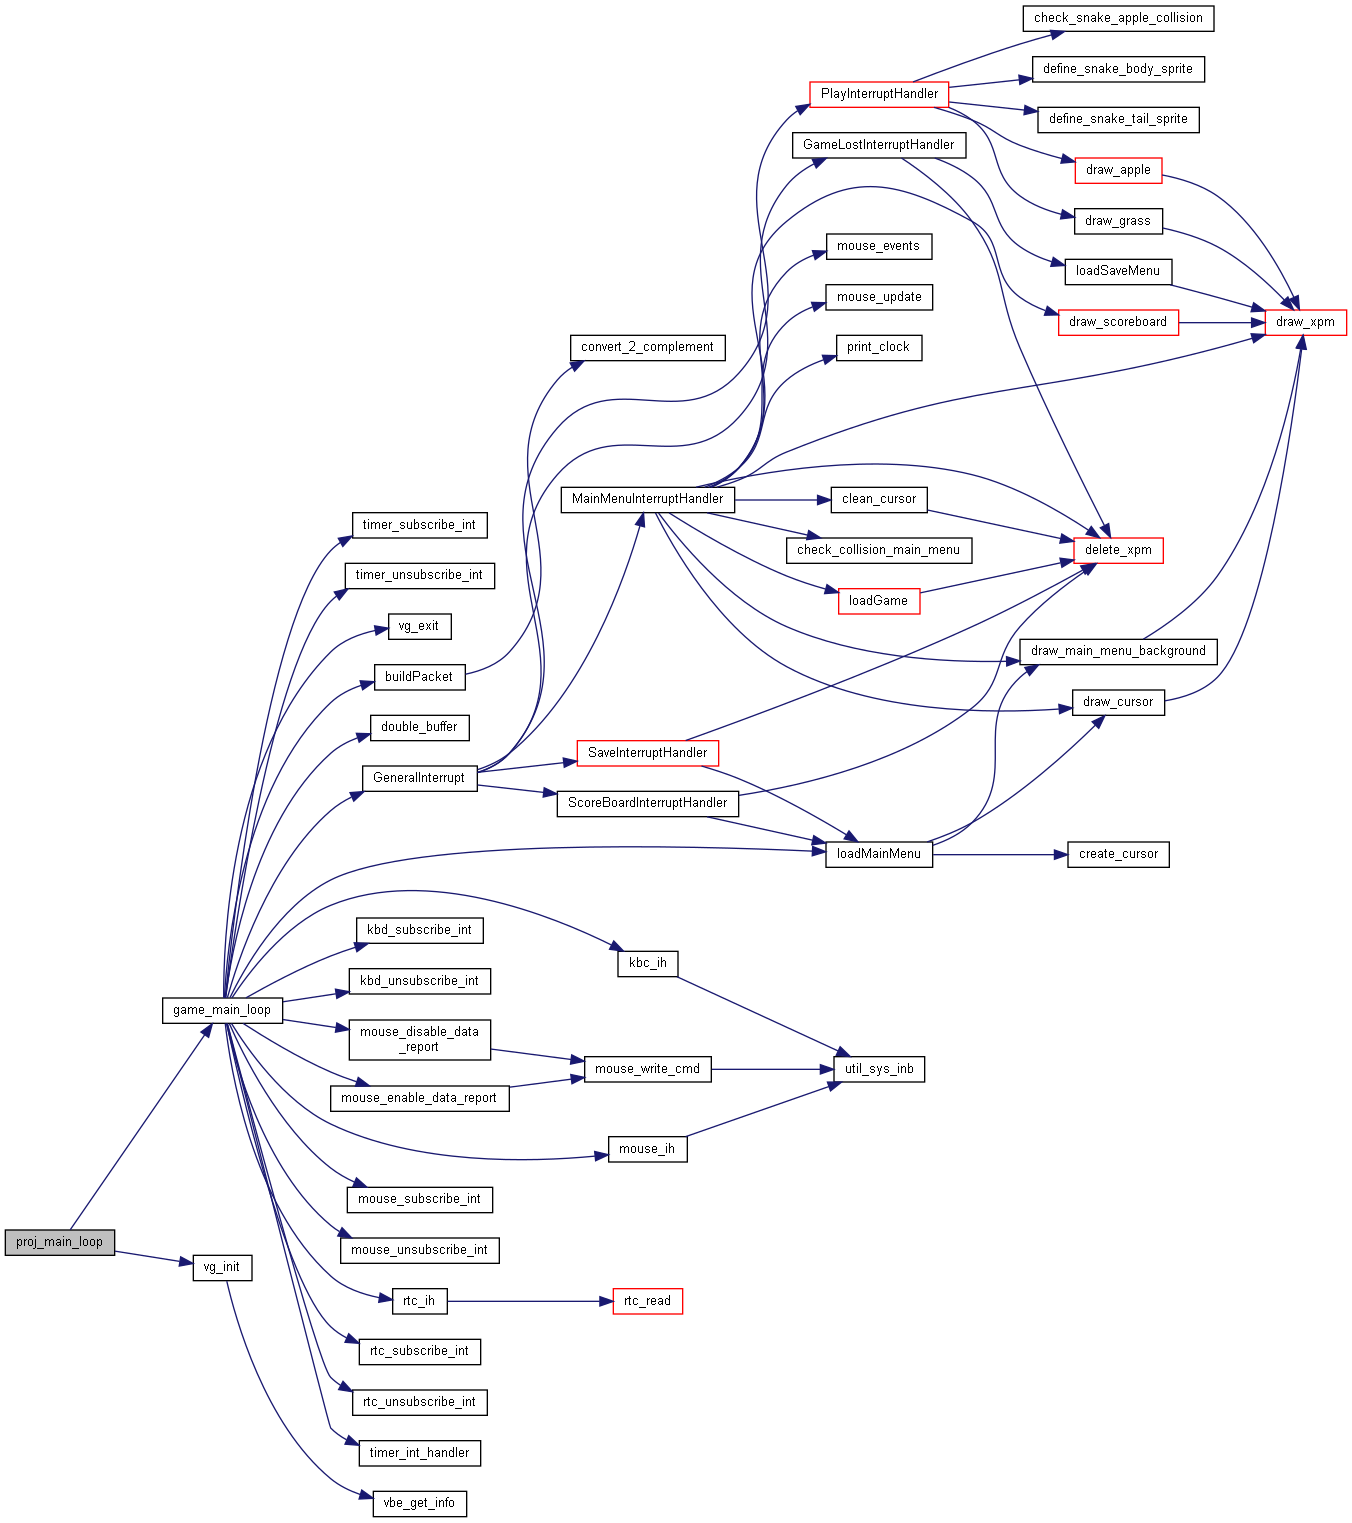 check_snake_apple_collision
define_snake_body_sprite
PlayInterruptHandler
define_snake_tail_sprite
GameLostInterruptHandler
draw_apple
draw_grass
mouse_events
loadSaveMenu
mouse_update
draw_scoreboard
draw_xpm
convert_2_complement
print_clock
MainMenuInterruptHandler
clean_cursor
timer_subscribe_int
check_collision_main_menu
delete_xpm
timer_unsubscribe_int
loadGame
vg_exit
draw_main_menu_background
buildPacket
draw_cursor
double_buffer
SaveInterruptHandler
GeneralInterrupt
ScoreBoardInterruptHandler
loadMainMenu
create_cursor
kbd_subscribe_int
kbc_ih
kbd_unsubscribe_int
game_main_loop
mouse_disable_data
_report
mouse_write_cmd
util_sys_inb
mouse_enable_data_report
mouse_ih
mouse_subscribe_int
proj_main_loop
mouse_unsubscribe_int
vg_init
rtc_ih
rtc_read
rtc_subscribe_int
rtc_unsubscribe_int
timer_int_handler
vbe_get_info